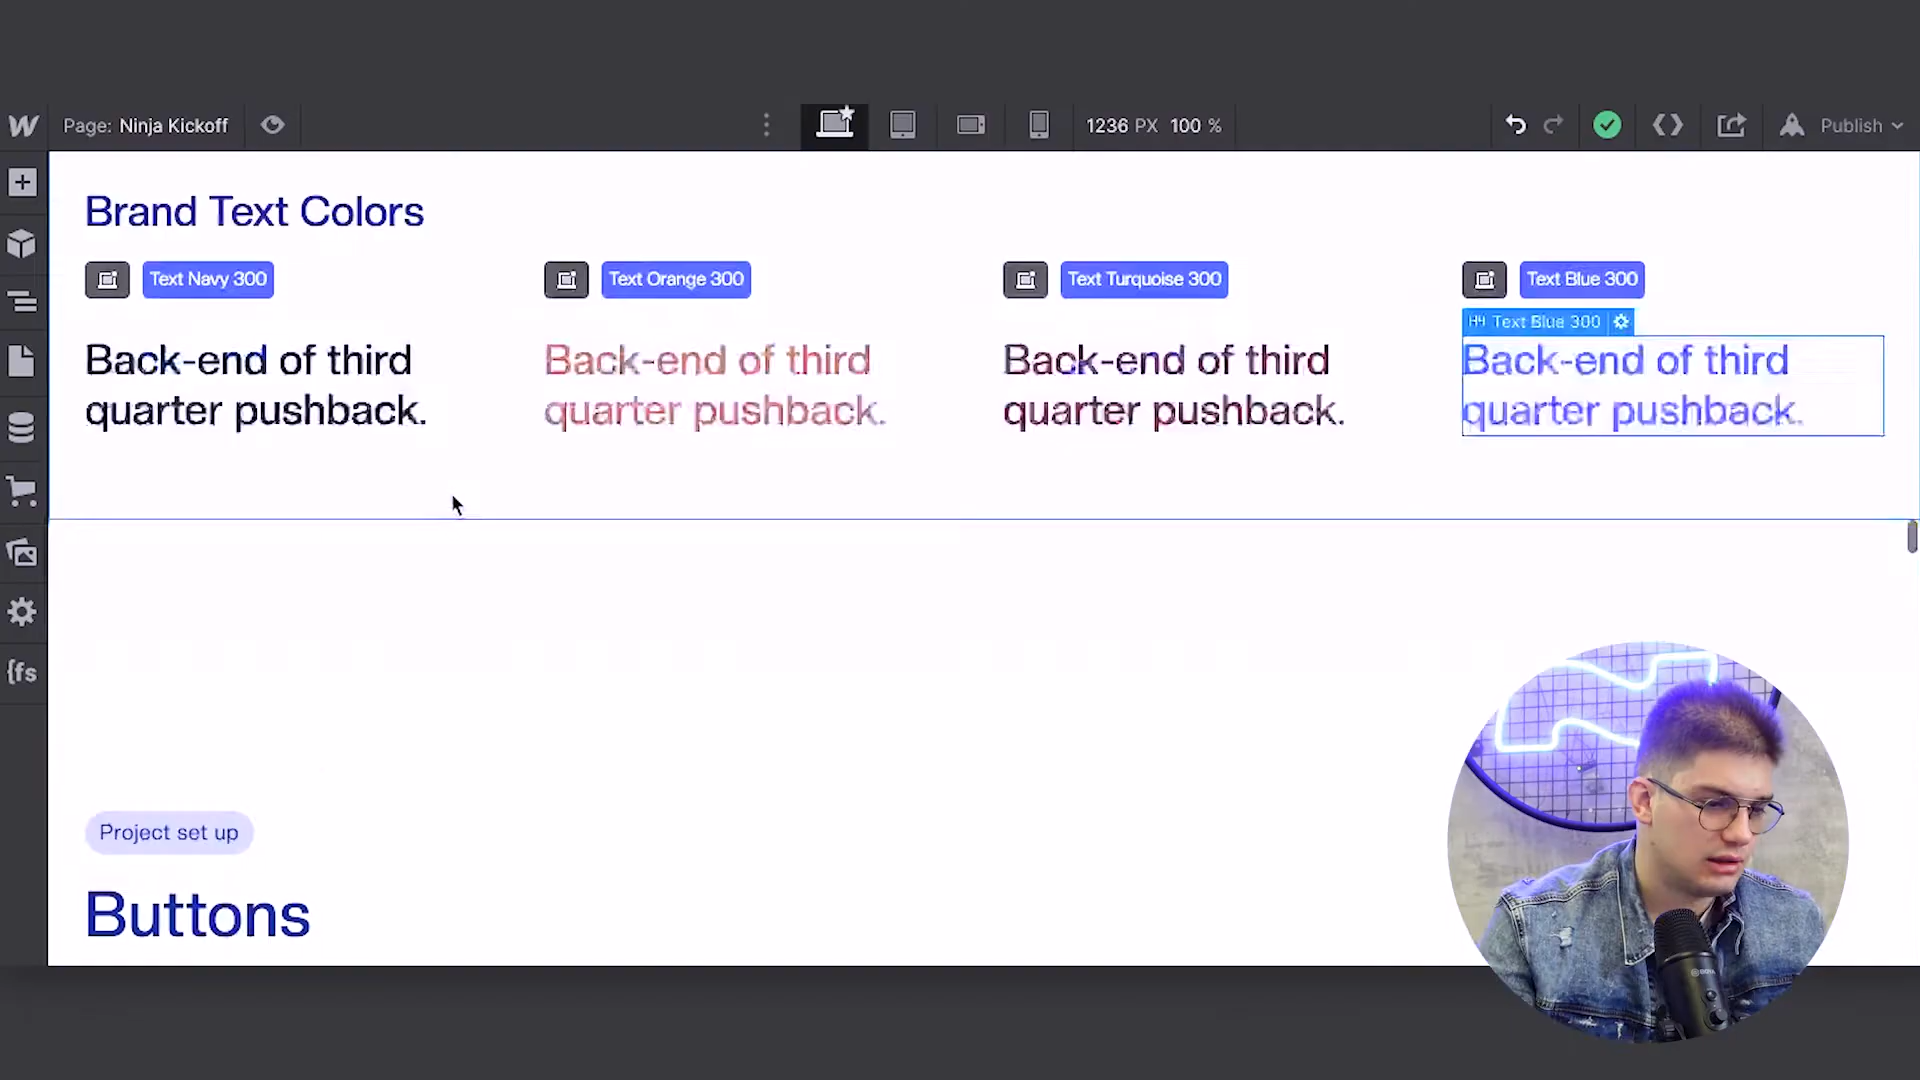 Page: Ninja Kickoff
1236 PX 100 %
Publish
{fs
Brand Text Colors
Text Navy 300
Text Orange 300
Text Turquoise 300
Text Blue 300
H4 Text Blue 300
Back-end of third
quarter pushback.
Back-end of third
quarter pushback.
Back-end of third
quarter pushback.
Back-end of third
quarter pushback.
Project set up
Buttons